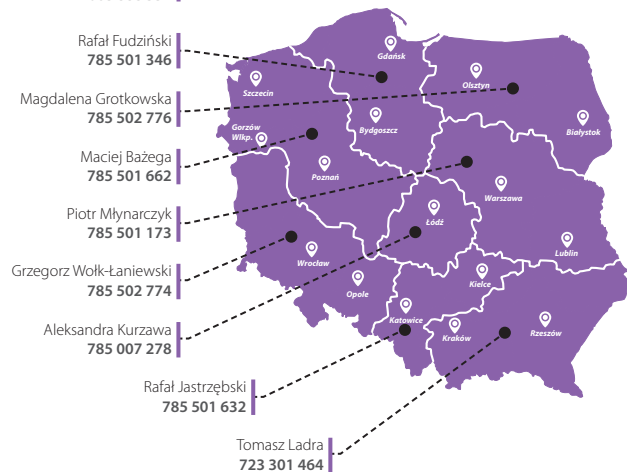 Rafał Fudziński
785 501 346
Magdalena Grotkowska
785 502 776
Maciej Bażega
785 501 662
Piotr Młynarczyk
785 501 173
Grzegorz Wołk-Łaniewski
785 502 774
Aleksandra Kurzawa
785 007 278
Rafał Jastrzębski
785 501 632
Tomasz Ladra
723 301 464
Gdańsk
Olsztyn
Szczecin
Bydgoszcz
Białystok
Gorzów
Wlkp.
Poznań
Warszawa
Łódź
Wrocław
Lublin
Opole
Kielce
Katowice
Kraków
Rzeszów